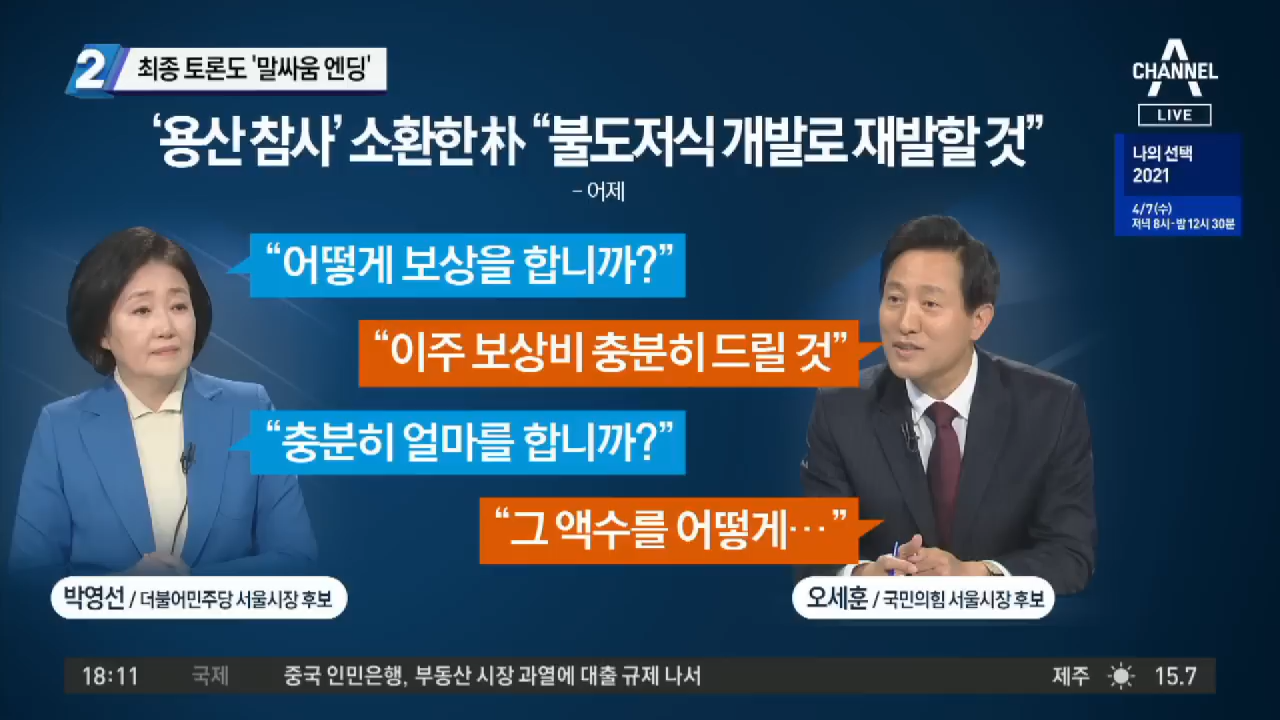 2 최종 토론도 '말싸움 엔딩'
CHANNEL A
LIVE
‘용산 참사’ 소환한 朴 “불도저식 개발로 재발할 것”
- 어제
나의 선택
2021
4/7(수)
저녁 8시-밤 12시 30분
“어떻게 보상을 합니까?”
“이주 보상비 충분히 드릴 것”
“충분히 얼마를 합니까?”
“그 액수를 어떻게…”
박영선 / 더불어민주당 서울시장 후보
오세훈 / 국민의힘 서울시장 후보
18:11 국제 중국 인민은행, 부동산 시장 과열에 대출 규제 나서 제주 15.7